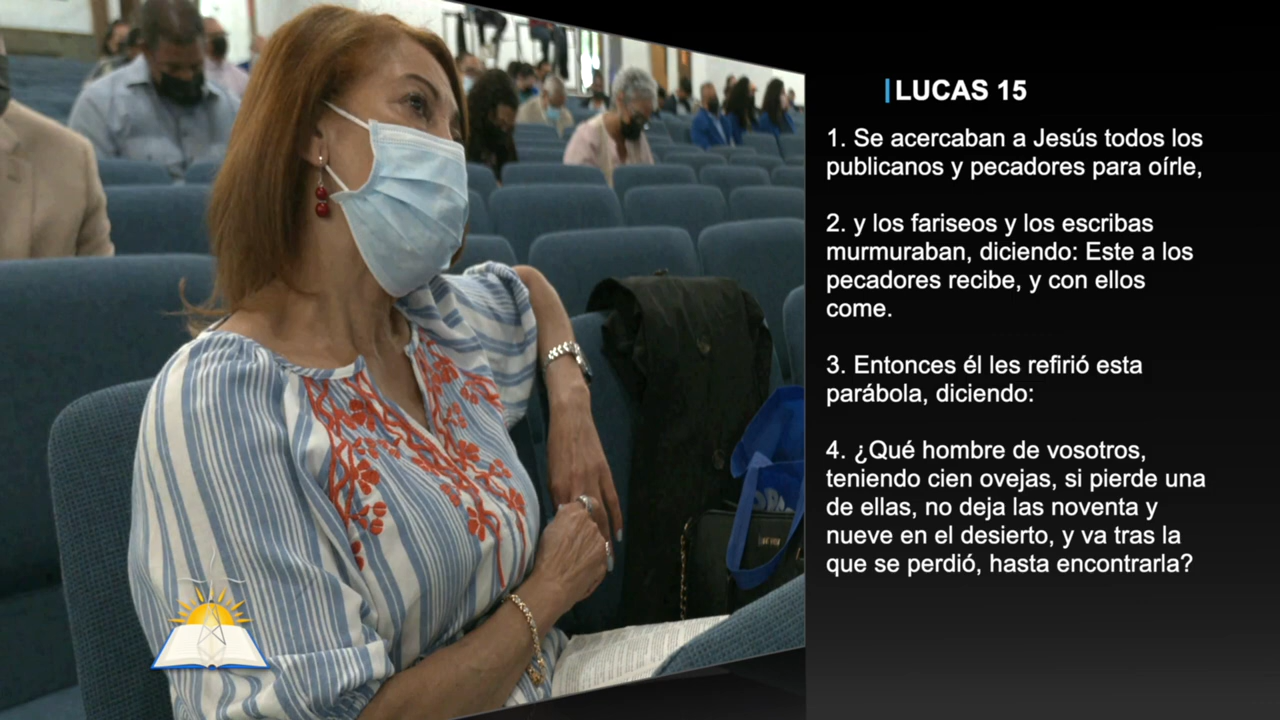 LUCAS 15
1. Se acercaban a Jesús todos los
publicanos y pecadores para oírle,
2. y los fariseos y los escribas
murmuraban, diciendo: Este a los
pecadores recibe, y con ellos
come.
3. Entonces él les refirió esta
parábola, diciendo:
4. ¿Qué hombre de vosotros,
teniendo cien ovejas, si pierde una
de ellas, no deja las noventa y
nueve en el desierto, y va tras la
que se perdió, hasta encontrarla?